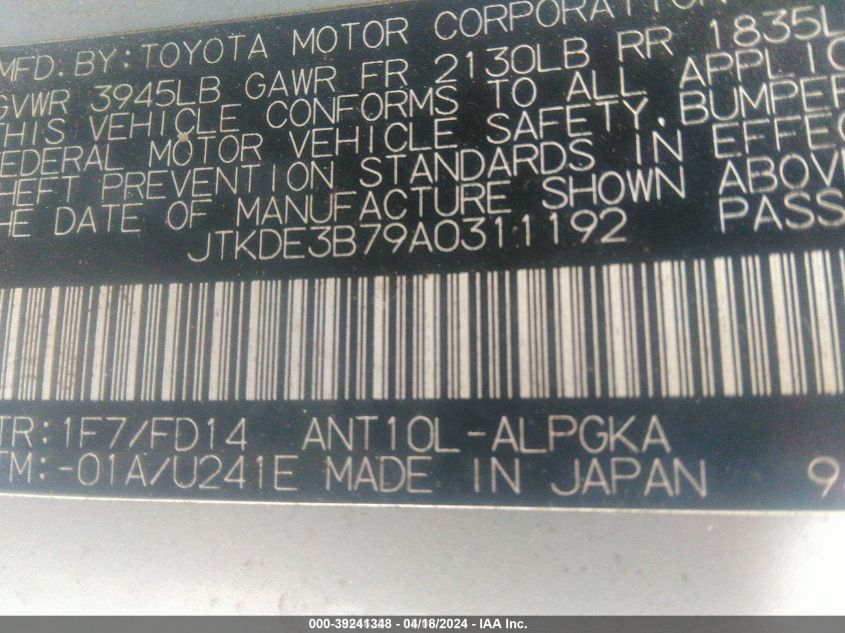 MFD. BY: TOYOTA MOTOR CORPORATION
GVWR 3945LB GAWR FR 2130LB RR 1835L
THIS VEHICLE CONFORMS TO ALL APPLIC
FEDERAL MOTOR VEHICLE SAFETY, BUMPER
THEFT PREVENTION STANDARDS IN EFFEC
THE DATE OF MANUFACTURE SHOWN ABOVE
JTKDE3B79A0311192 PASS
TR: 1F7/FD14 ANT10L-ALPGKA
TM: -01A/U241E MADE IN JAPAN 9
000-39241348 - 04/18/2024 - IAA Inc.